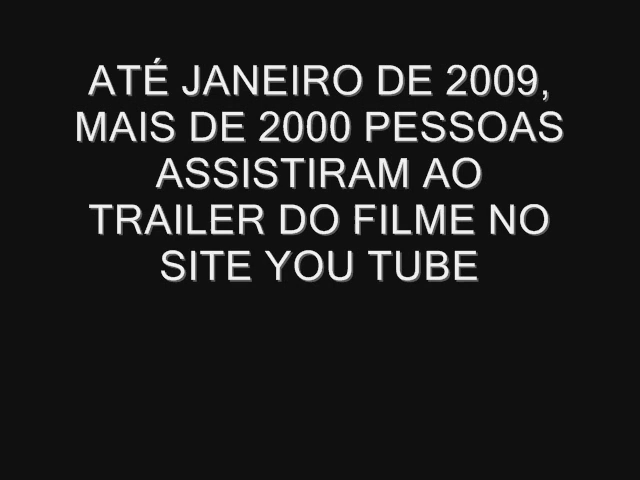 ATÉ JANEIRO DE 2009,
MAIS DE 2000 PESSOAS
ASSISTIRAM AO
TRAILER DO FILME NO
SITE YOU TUBE